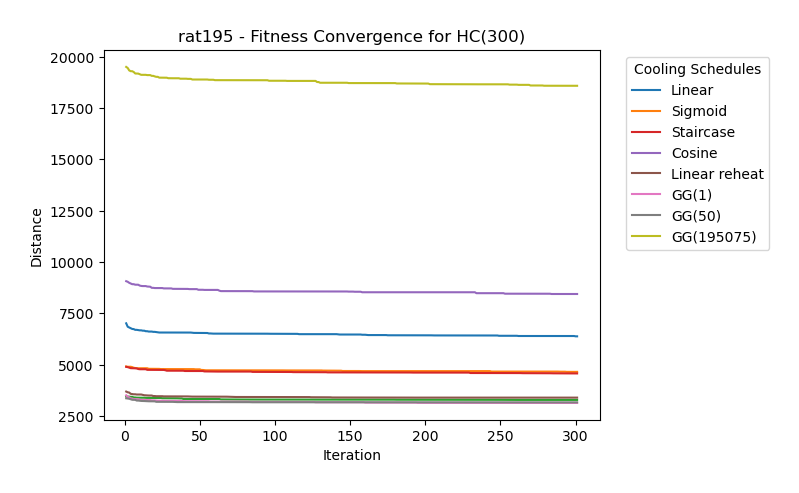 rat195 - Fitness Convergence for HC(300)
20000
17500
15000
12500
10000
7500
5000
2500
Distance
0
50
100
150
200
250
300
Iteration
Cooling Schedules
Linear
Sigmoid
Staircase
Cosine
Linear reheat
GG(1)
GG(50)
GG(195075)